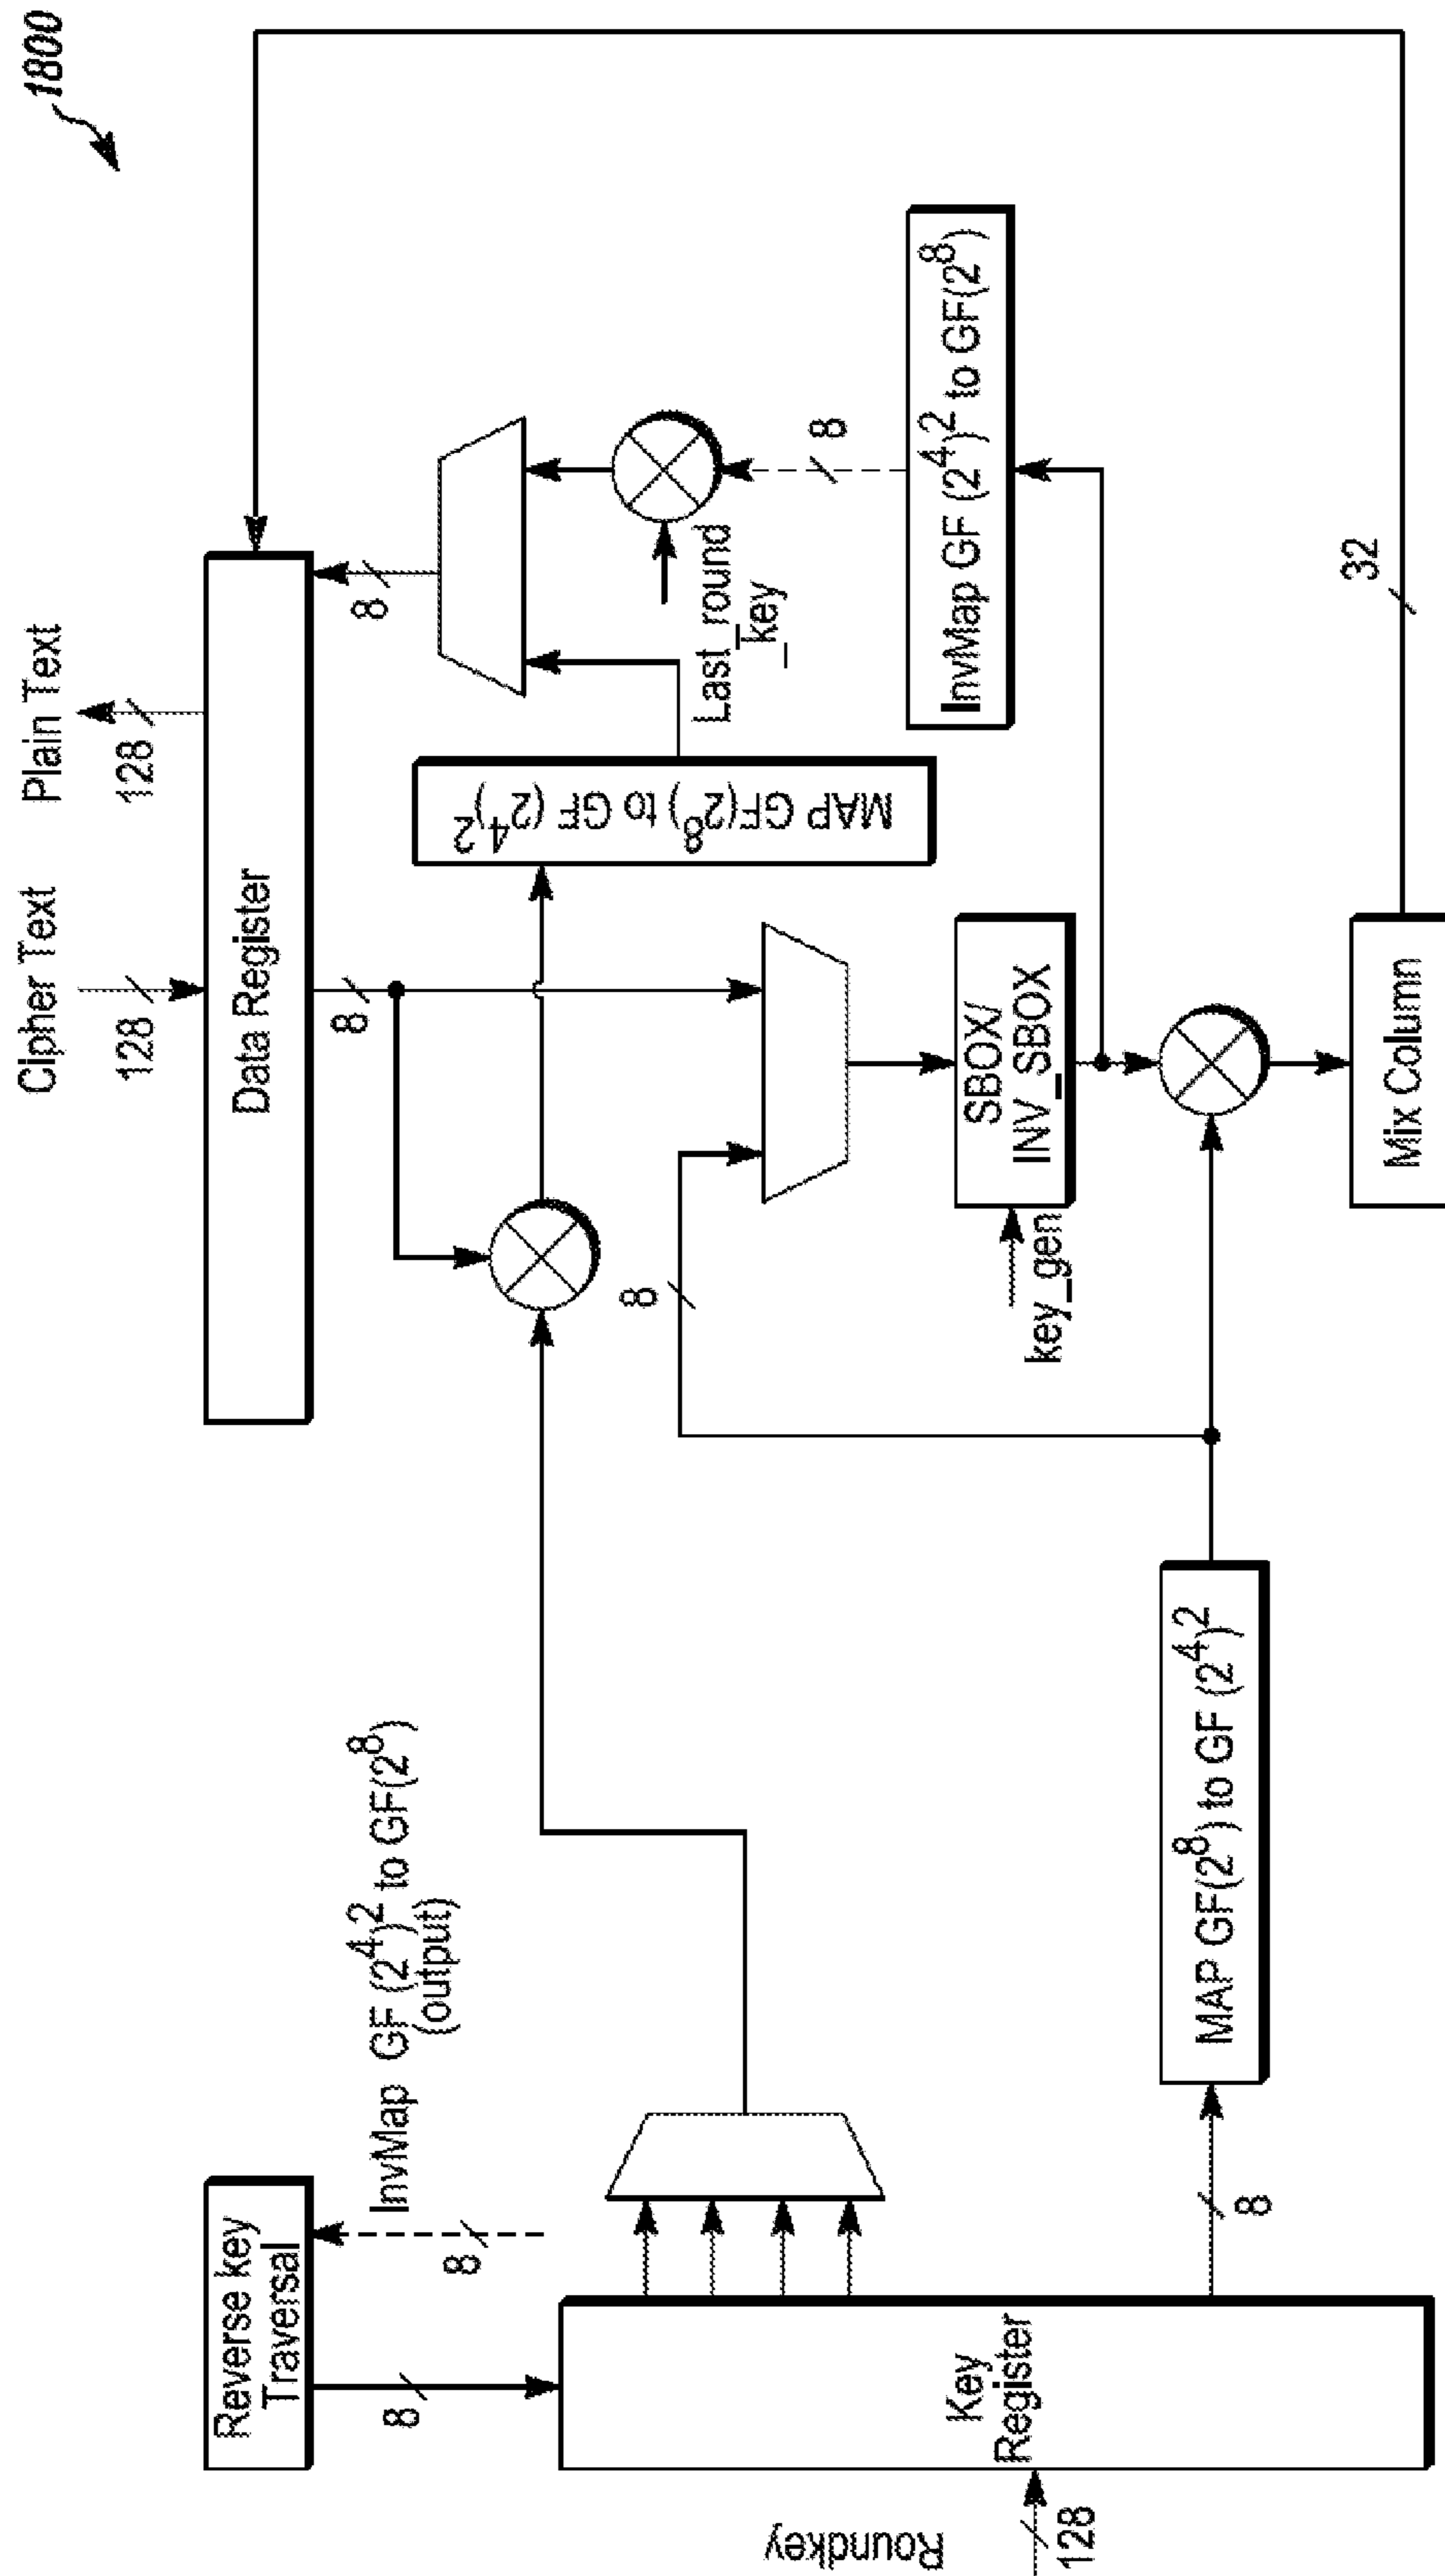 1800
Cipher Text
Plain Text
128
128
Data Register
8
8
MAP GF(2^8) to GF (2^4)^2
Last_round
_key
8
InvMap GF (2^4)^2 to GF(2^8)
8
SBOX/
INV_SBOX
key_gen
Mix Column
32
Reverse key
Traversal
8
8
InvMap GF (2^4)^2 to GF(2^8)
(output)
Key
Register
Roundkey
128
8
MAP GF(2^8) to GF (2^4)^2